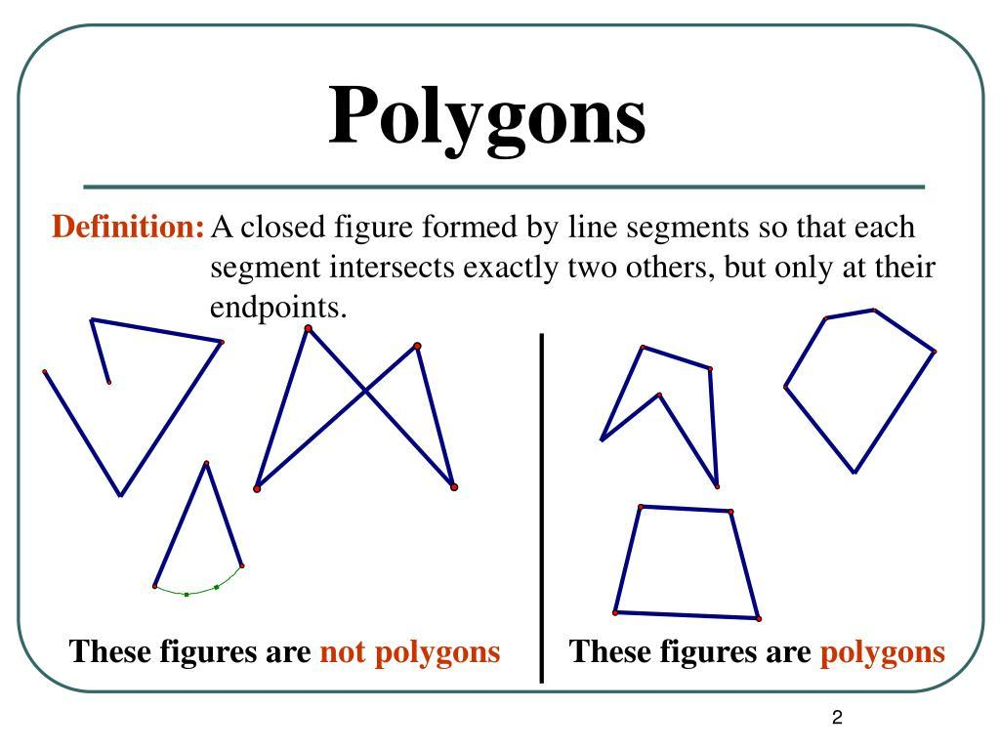 Polygons
Definition: A closed figure formed by line segments so that each
segment intersects exactly two others, but only at their
endpoints.
These figures are not polygons
These figures are polygons
2